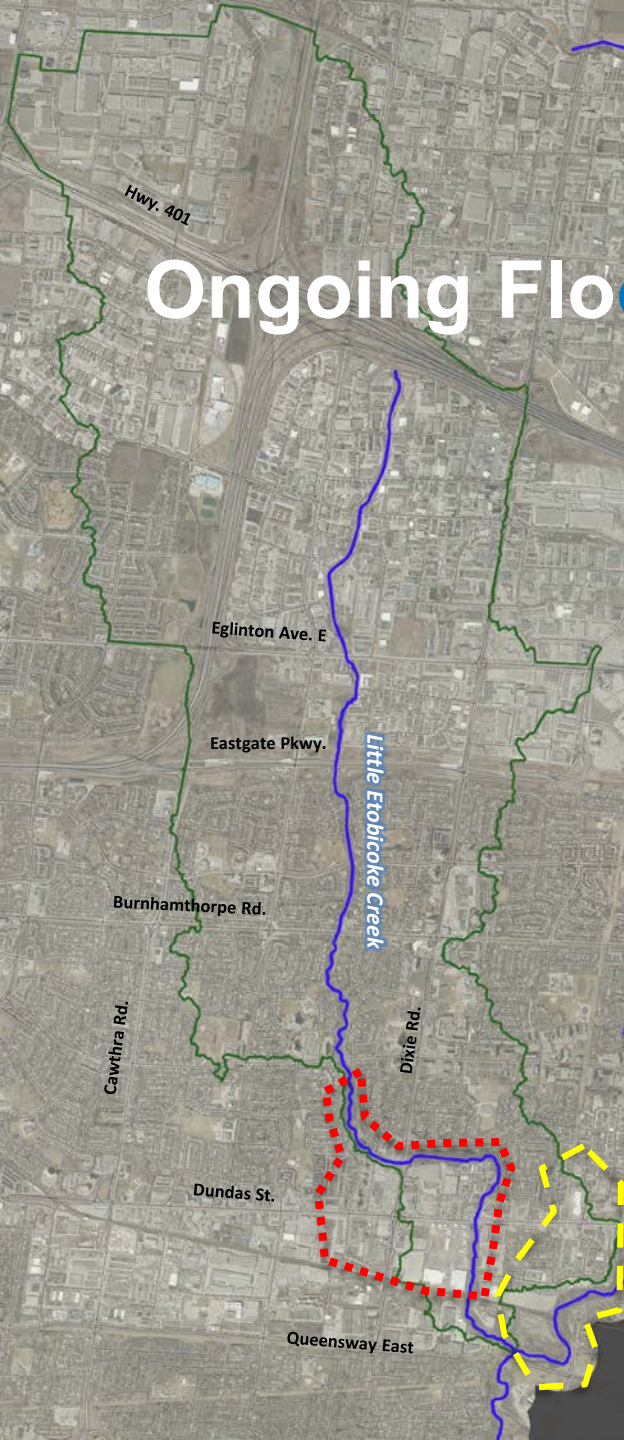 Hwy. 401
Ongoing Flo
Eglinton Ave. E
Eastgate Pkwy.
Little Etobicoke Creek
Burnhamthorpe Rd.
Cawthra Rd.
Dixie Rd.
Dundas St.
Queensway East